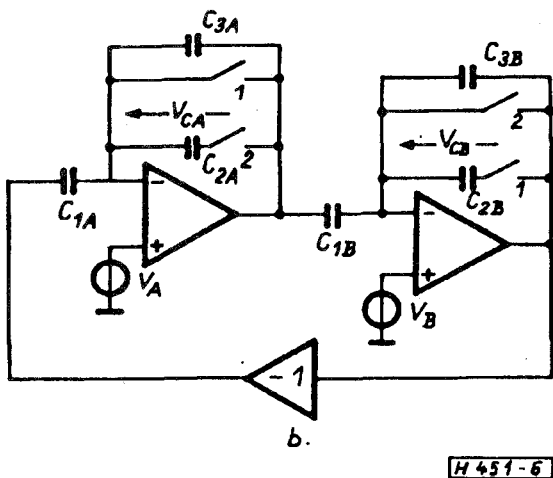 C3A
1
VCA
C2A 2
C1A
−
+
VA
C1B
C3B
2
VCB
1
C2B
−
+
VB
−1
b.
H 451-6